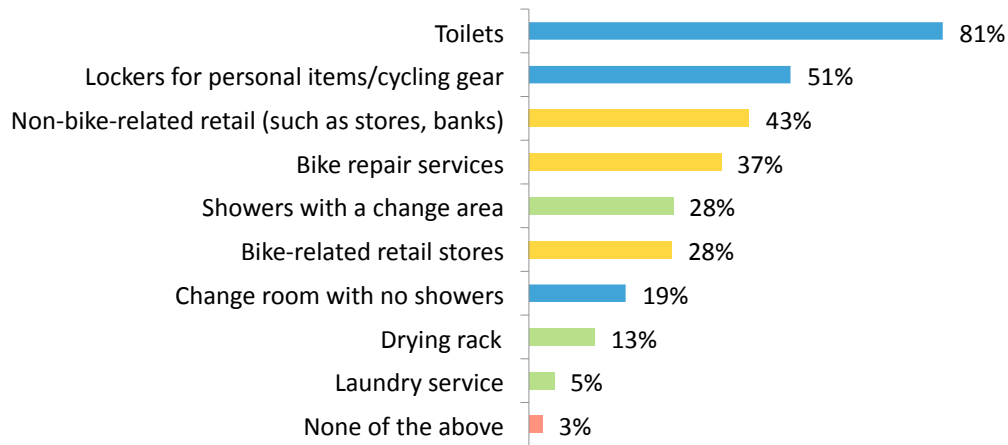 Toilets 81%
Lockers for personal items/cycling gear 51%
Non-bike-related retail (such as stores, banks) 43%
Bike repair services 37%
Showers with a change area 28%
Bike-related retail stores 28%
Change room with no showers 19%
Drying rack 13%
Laundry service 5%
None of the above 3%